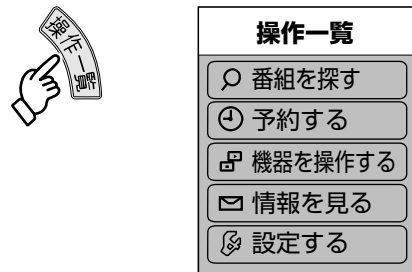 操作一覧
操作一覧
番組を探す
予約する
機器を操作する
情報を見る
設定する